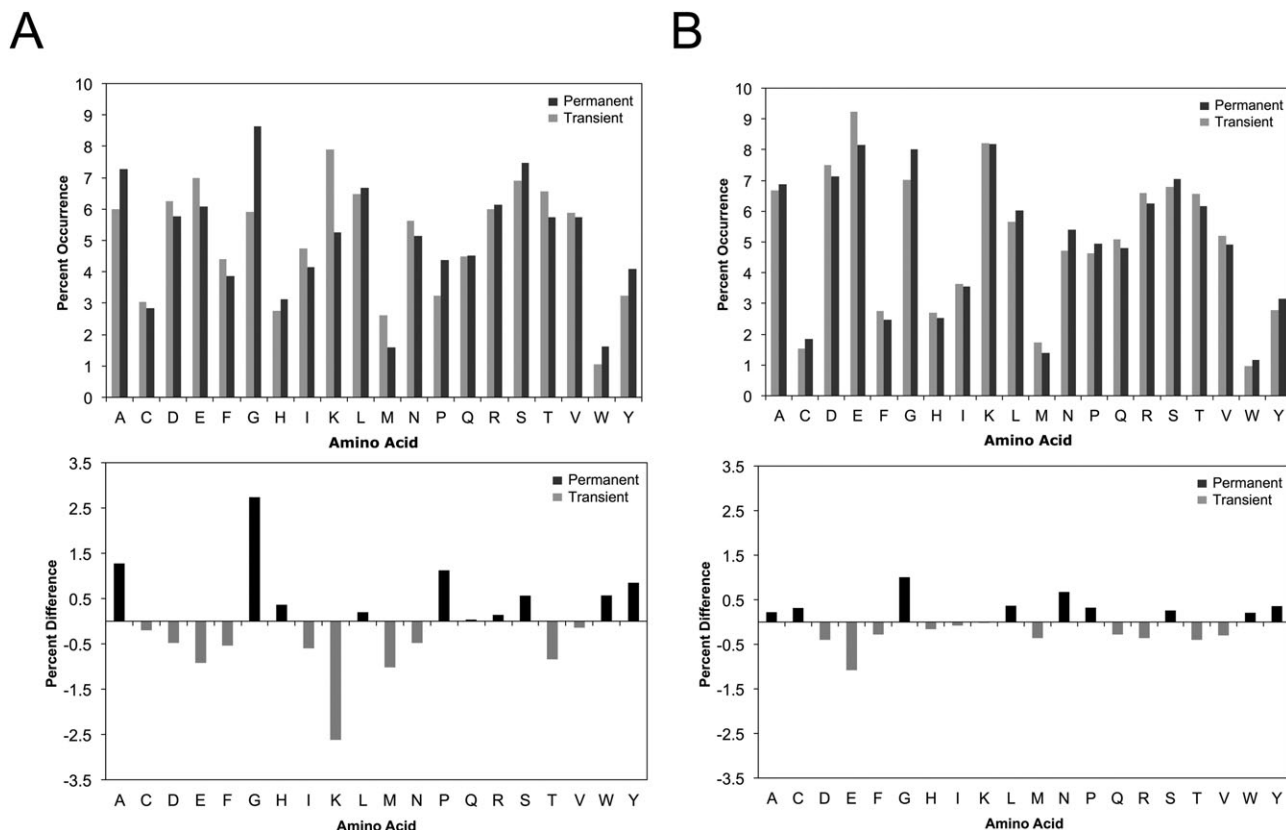 A
10
9
8
7
6
5
4
3
2
1
0
Percent Occurrence
Permanent
Transient
A C D E F G H I K L M N P Q R S T V W Y
Amino Acid
3.5
2.5
1.5
0.5
-0.5
-1.5
-2.5
-3.5
Percent Difference
Permanent
Transient
A C D E F G H I K L M N P Q R S T V W Y
Amino Acid
B
10
9
8
7
6
5
4
3
2
1
0
Percent Occurrence
Permanent
Transient
A C D E F G H I K L M N P Q R S T V W Y
Amino Acid
3.5
2.5
1.5
0.5
-0.5
-1.5
-2.5
-3.5
Percent Difference
Permanent
Transient
A C D E F G H I K L M N P Q R S T V W Y
Amino Acid